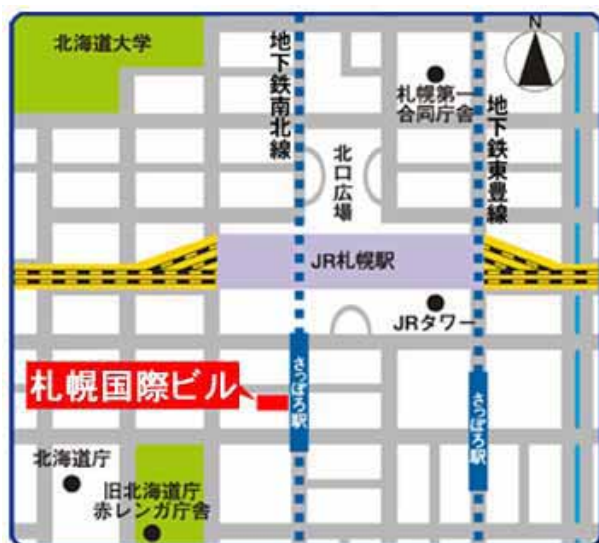 北海道大学
地下鉄南北線
N
札幌第一
合同庁舎
地下鉄東豊線
北口広場
JR札幌駅
JRタワー
さっぽろ駅
札幌国際ビル
さっぽろ駅
北海道庁
旧北海道庁
赤レンガ庁舎